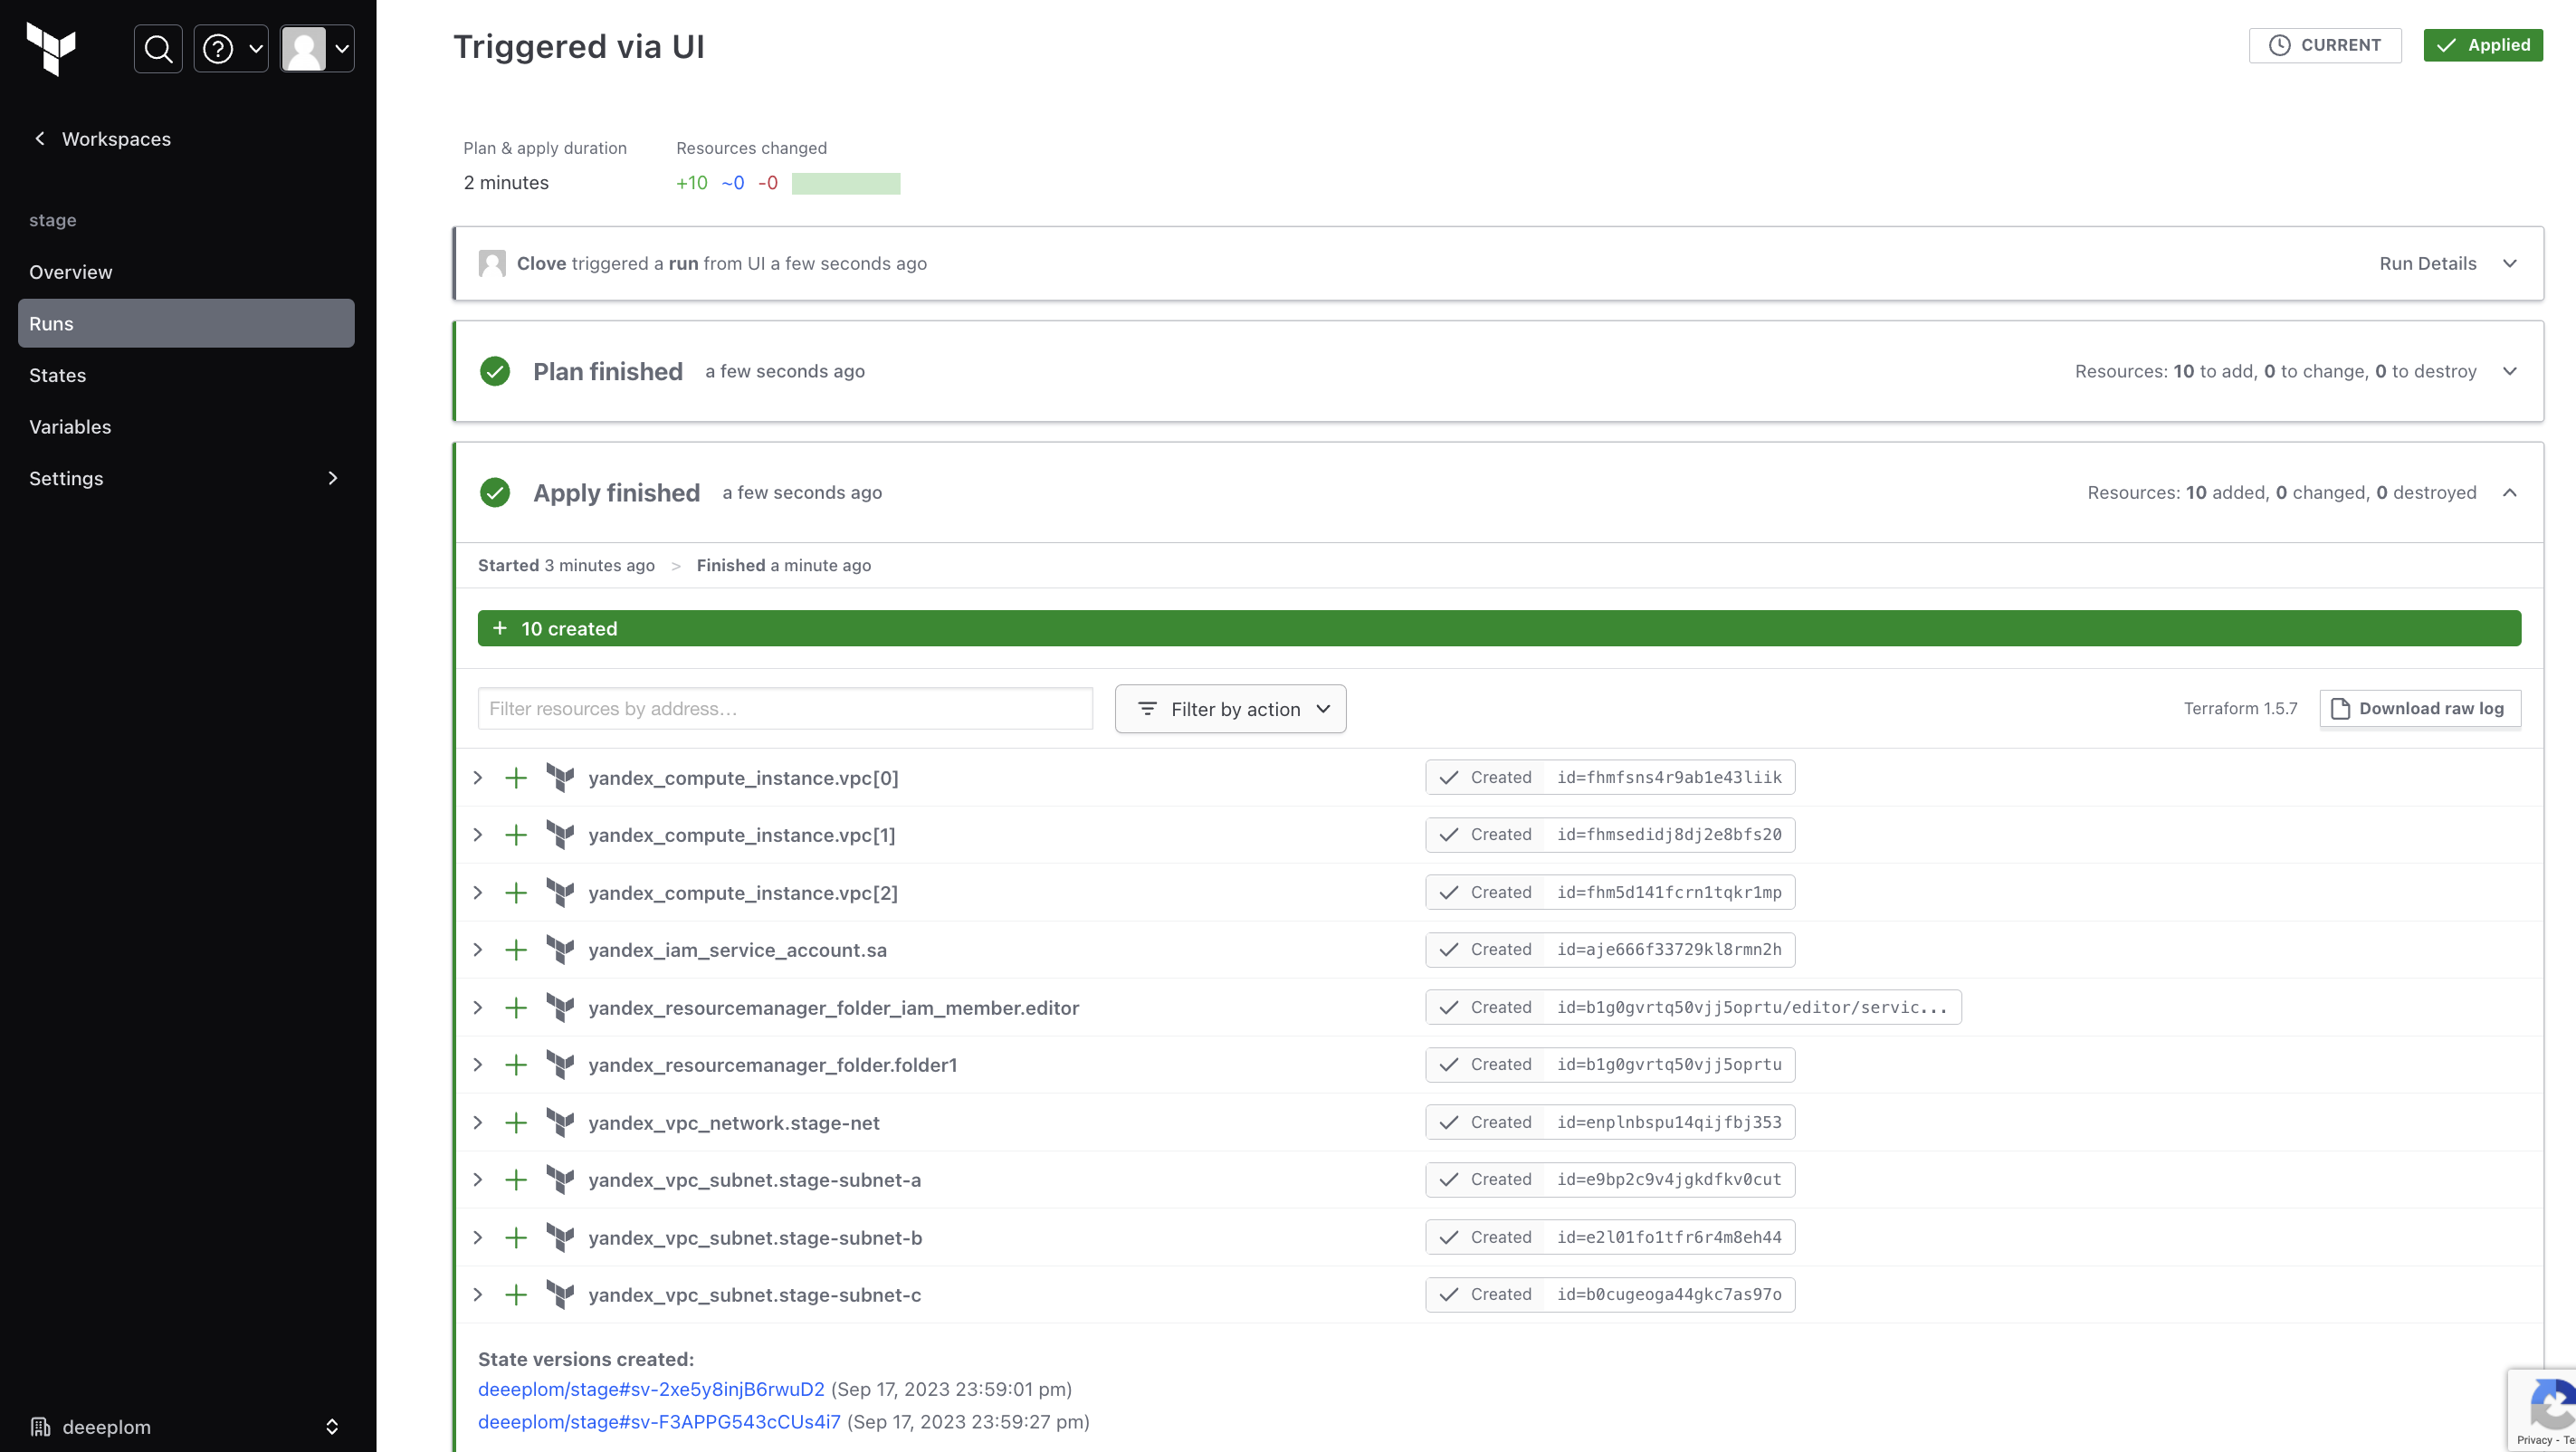 Triggered via UI
CURRENT
Applied
Workspaces
stage
Overview
Runs
States
Variables
Settings
deeeplom
Plan & apply duration
2 minutes
Resources changed
+10 ~0 -0
Clove triggered a run from UI a few seconds ago
Run Details
Plan finished a few seconds ago
Resources: 10 to add, 0 to change, 0 to destroy
Apply finished a few seconds ago
Resources: 10 added, 0 changed, 0 destroyed
Started 3 minutes ago > Finished a minute ago
+ 10 created
Filter resources by address...
Filter by action
Terraform 1.5.7
Download raw log
yandex_compute_instance.vpc[0] Created id=fhmfsns4r9ab1e43liik
yandex_compute_instance.vpc[1] Created id=fhmsedidj8dj2e8bfs20
yandex_compute_instance.vpc[2] Created id=fhm5d141fcrn1tqkr1mp
yandex_iam_service_account.sa Created id=aje666f33729kl8rmn2h
yandex_resourcemanager_folder_iam_member.editor Created id=b1g0gvrtq50vjj5oprtu/editor/servic...
yandex_resourcemanager_folder.folder1 Created id=b1g0gvrtq50vjj5oprtu
yandex_vpc_network.stage-net Created id=enplnbspu14qijfbj353
yandex_vpc_subnet.stage-subnet-a Created id=e9bp2c9v4jgkdfkv0cut
yandex_vpc_subnet.stage-subnet-b Created id=e2l01fo1tfr6r4m8eh44
yandex_vpc_subnet.stage-subnet-c Created id=b0cugeoga44gkc7as97o
State versions created:
deeeplom/stage#sv-2xe5y8injB6rwuD2 (Sep 17, 2023 23:59:01 pm)
deeeplom/stage#sv-F3APPG543cCUs4i7 (Sep 17, 2023 23:59:27 pm)
Privacy - Te